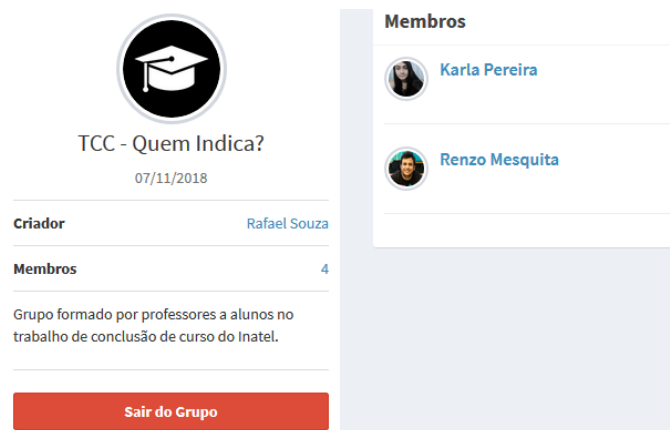 TCC - Quem Indica?
07/11/2018
Criador Rafael Souza
Membros 4
Grupo formado por professores a alunos no
trabalho de conclusão de curso do Inatel.
Sair do Grupo
Membros
Karla Pereira
Renzo Mesquita